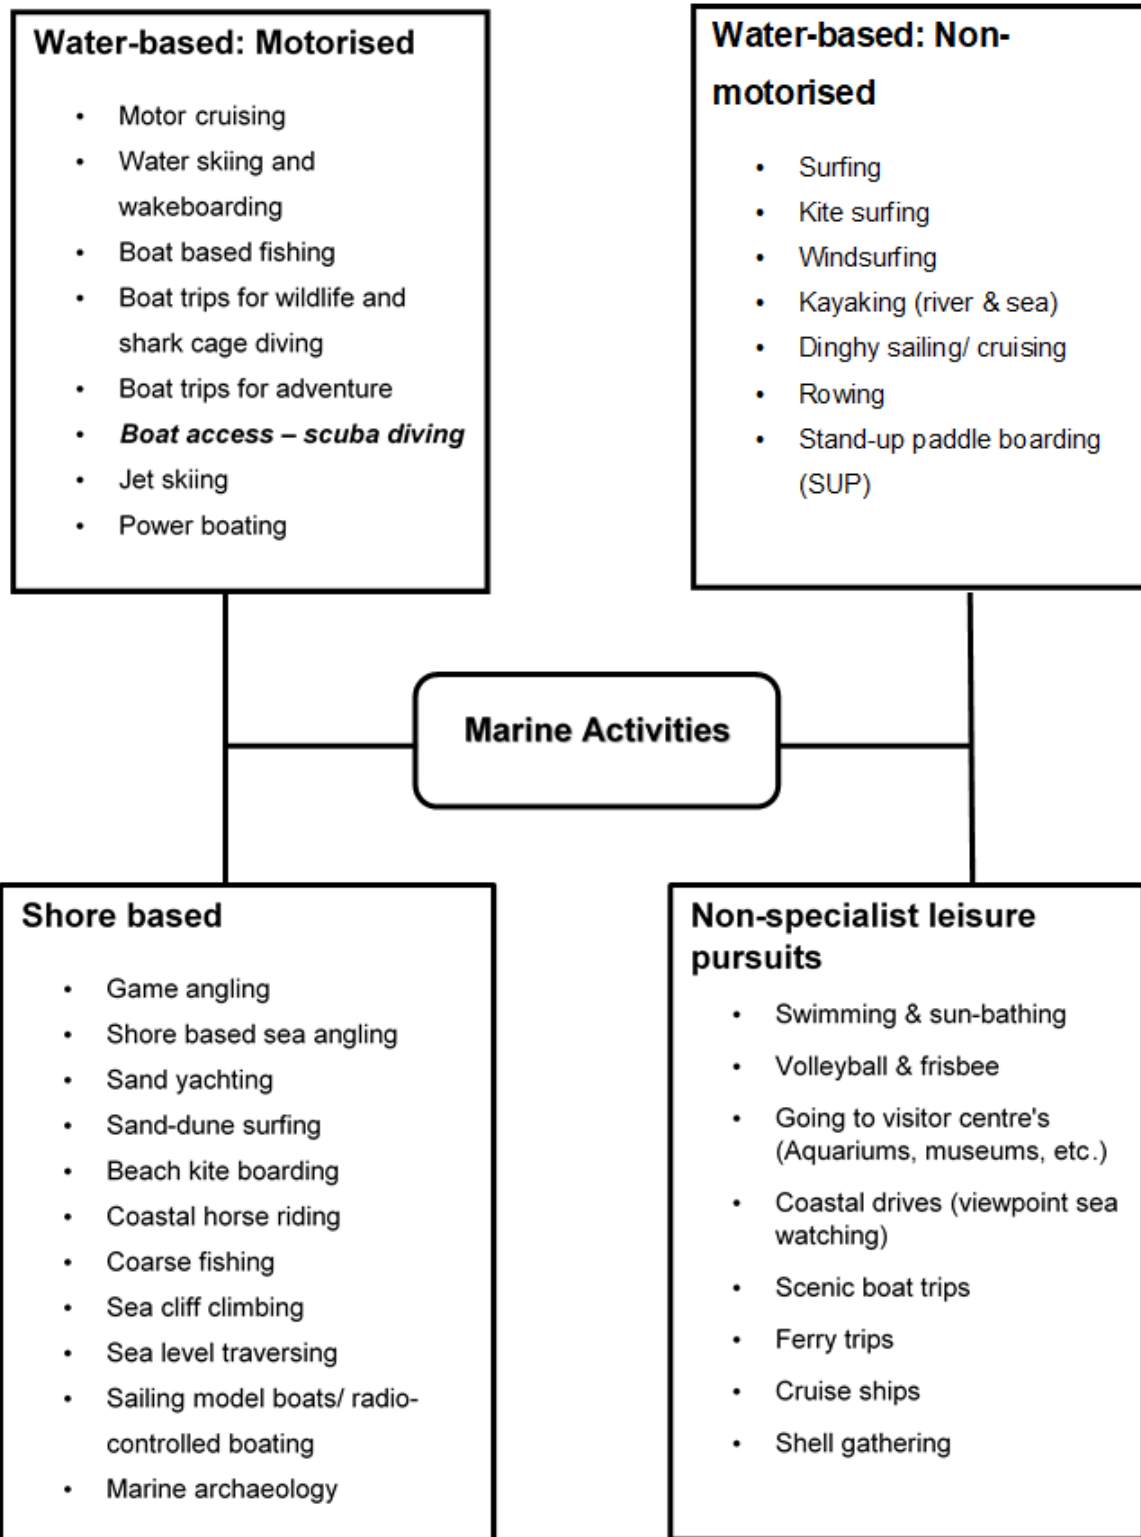 Water-based: Motorised
• Motor cruising
• Water skiing and
wakeboarding
• Boat based fishing
• Boat trips for wildlife and
shark cage diving
• Boat trips for adventure
• Boat access – scuba diving
• Jet skiing
• Power boating
Water-based: Non-
motorised
• Surfing
• Kite surfing
• Windsurfing
• Kayaking (river & sea)
• Dinghy sailing/ cruising
• Rowing
• Stand-up paddle boarding
(SUP)
Marine Activities
Shore based
• Game angling
• Shore based sea angling
• Sand yachting
• Sand-dune surfing
• Beach kite boarding
• Coastal horse riding
• Coarse fishing
• Sea cliff climbing
• Sea level traversing
• Sailing model boats/ radio-
controlled boating
• Marine archaeology
Non-specialist leisure
pursuits
• Swimming & sun-bathing
• Volleyball & frisbee
• Going to visitor centre's
(Aquariums, museums, etc.)
• Coastal drives (viewpoint sea
watching)
• Scenic boat trips
• Ferry trips
• Cruise ships
• Shell gathering